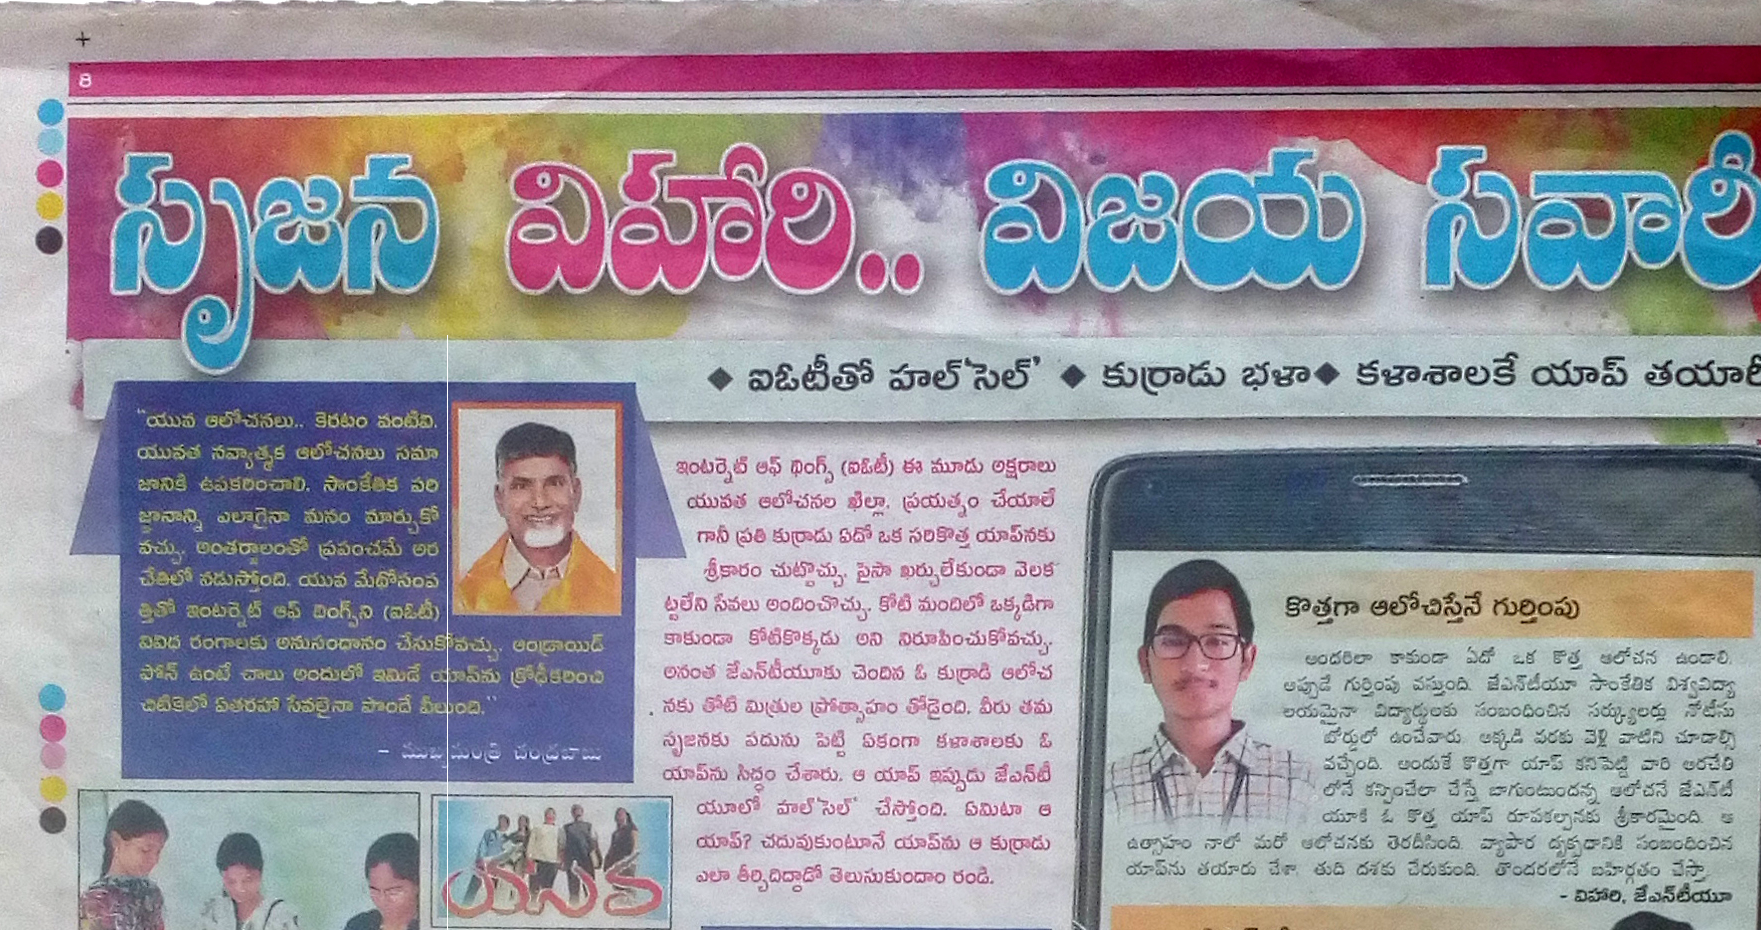 8
సృజన విహారి.. విజయ సవారీ
◆ ఐఓటీతో హల్‌'సెల్‌' ◆ కుర్రాడు భళా◆ కళాశాలకే యాప్ తయారీ
"యువ ఆలోచనలు.. కెరటం వంటివి.
యువత నవ్యాత్మక ఆలోచనలు సమా
జానికి ఉపకరించాలి. సాంకేతిక పరి
జ్ఞానాన్ని ఎలాగైనా మనం మార్చుకో
వచ్చు. అంతర్జాలంతో ప్రపంచమే అర
చేతిలో నడుస్తోంది. యువ మేథోసంప
త్తితో ఇంటర్నెట్ ఆఫ్ థింగ్స్‌ని (ఐఓటీ)
వివిధ రంగాలకు అనుసంధానం చేసుకోవచ్చు. ఆండ్రాయిడ్
ఫోన్ ఉంటే చాలు అందులో ఇమిడే యాప్‌ను క్రోఢీకరించి
చిటికెలో ఏతరహా సేవలైనా పొందే వీలుంది."
- ముఖ్యమంత్రి చంద్రబాబు
యువ
ఇంటర్నెట్ ఆఫ్ థింగ్స్ (ఐఓటీ) ఈ మూడు అక్షరాలు
యువత ఆలోచనల ఖిల్లా. ప్రయత్నం చేయాలే
గానీ ప్రతి కుర్రాడు ఏదో ఒక సరికొత్త యాప్‌నకు
శ్రీకారం చుట్టొచ్చు. పైసా ఖర్చులేకుండా వెలక
ట్టలేని సేవలు అందించొచ్చు. కోటి మందిలో ఒక్కడిగా
కాకుండా కోటికొక్కడు అని నిరూపించుకోవచ్చు.
అనంత జేఎన్‌టీయూకు చెందిన ఓ కుర్రాడి ఆలోచ
నకు తోటి మిత్రుల ప్రోత్సాహం తోడైంది. వీరు తమ
సృజనకు పదును పెట్టి ఏకంగా కళాశాలకు ఓ
యాప్‌ను సిద్ధం చేశారు. ఆ యాప్ ఇప్పుడు జేఎన్‌టీ
యూలో హల్‌'సెల్‌' చేస్తోంది. ఏమిటా ఆ
యాప్? చదువుకుంటూనే యాప్‌ను ఆ కుర్రాడు
ఎలా తీర్చిదిద్దాడో తెలుసుకుందాం రండి.
కొత్తగా ఆలోచిస్తేనే గుర్తింపు
అందరిలా కాకుండా ఏదో ఒక కొత్త ఆలోచన ఉండాలి.
అప్పుడే గుర్తింపు వస్తుంది. జేఎన్‌టీయూ సాంకేతిక విశ్వవిద్యా
లయమైనా విద్యార్థులకు సంబంధించిన సర్క్యులర్లు నోటీసు
బోర్డులో ఉంచేవారు. అక్కడి వరకు వెళ్లి వాటిని చూడాల్సి
వచ్చేంది. అందుకే కొత్తగా యాప్ కనిపెట్టి వారి అరచేతి
లోనే కన్పించేలా చేస్తే బాగుంటుందన్న ఆలోచనే జేఎన్‌టీ
యూకి ఓ కొత్త యాప్ రూపకల్పనకు శ్రీకారమైంది. ఆ
ఉత్సాహం నాలో మరో ఆలోచనకు తెరదీసింది. వ్యాపార దృక్పథానికి సంబంధించిన
యాప్‌ను తయారు చేశా. తుది దశకు చేరుకుంది. తొందరలోనే బహిర్గతం చేస్తా.
- విహారి, జేఎన్‌టీయూ